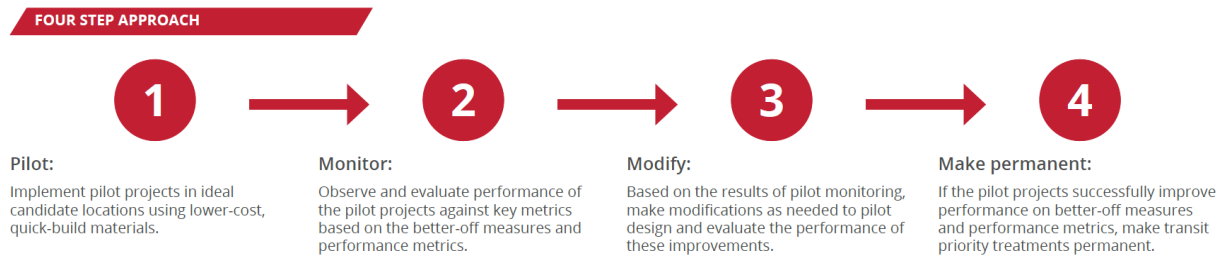 FOUR STEP APPROACH
1
2
3
4
Pilot:
Implement pilot projects in ideal
candidate locations using lower-cost,
quick-build materials.
Monitor:
Observe and evaluate performance of
the pilot projects against key metrics
based on the better-off measures and
performance metrics.
Modify:
Based on the results of pilot monitoring,
make modifications as needed to pilot
design and evaluate the performance of
these improvements.
Make permanent:
If the pilot projects successfully improve
performance on better-off measures
and performance metrics, make transit
priority treatments permanent.